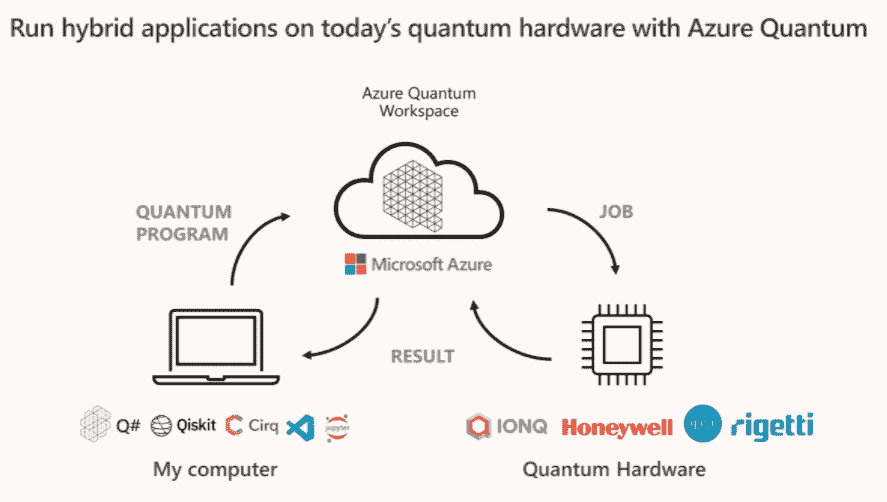 Run hybrid applications on today's quantum hardware with Azure Quantum
Azure Quantum
Workspace
QUANTUM
PROGRAM
JOB
Microsoft Azure
RESULT
Q# Qiskit Cirq jupyter
IONQ Honeywell rigetti
My computer
Quantum Hardware